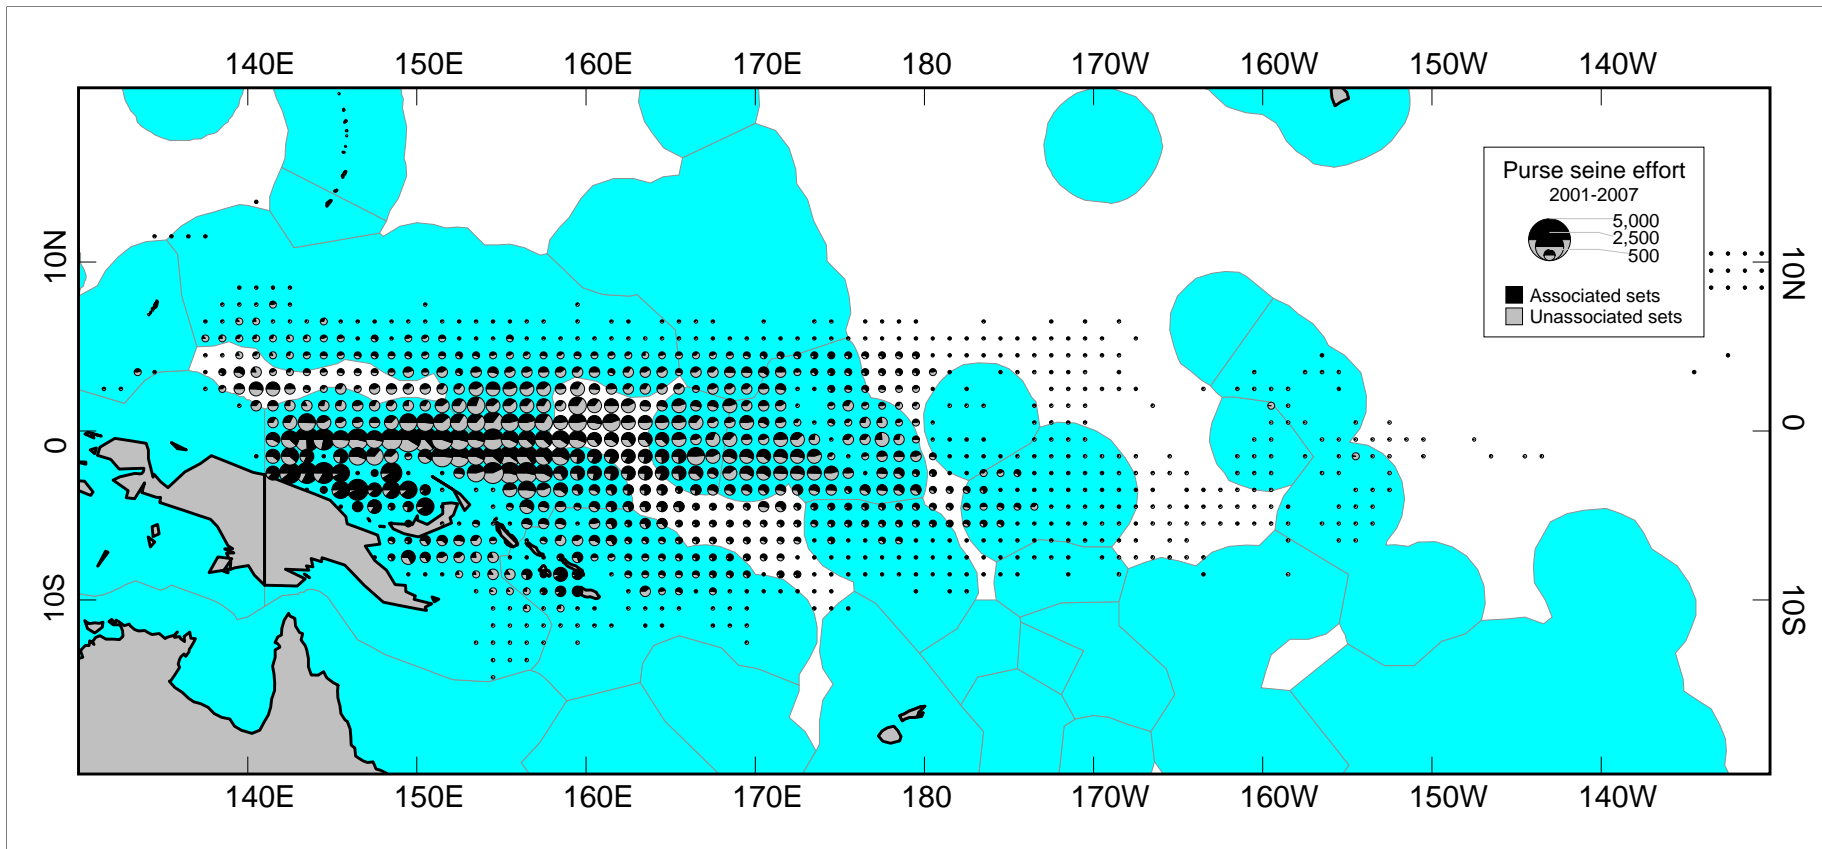 140E 150E 160E 170E 180 170W 160W 150W 140W
Purse seine effort
2001-2007
5,000
2,500
500
Associated sets
Unassociated sets
10N 10N
0 0
10S 10S
140E 150E 160E 170E 180 170W 160W 150W 140W